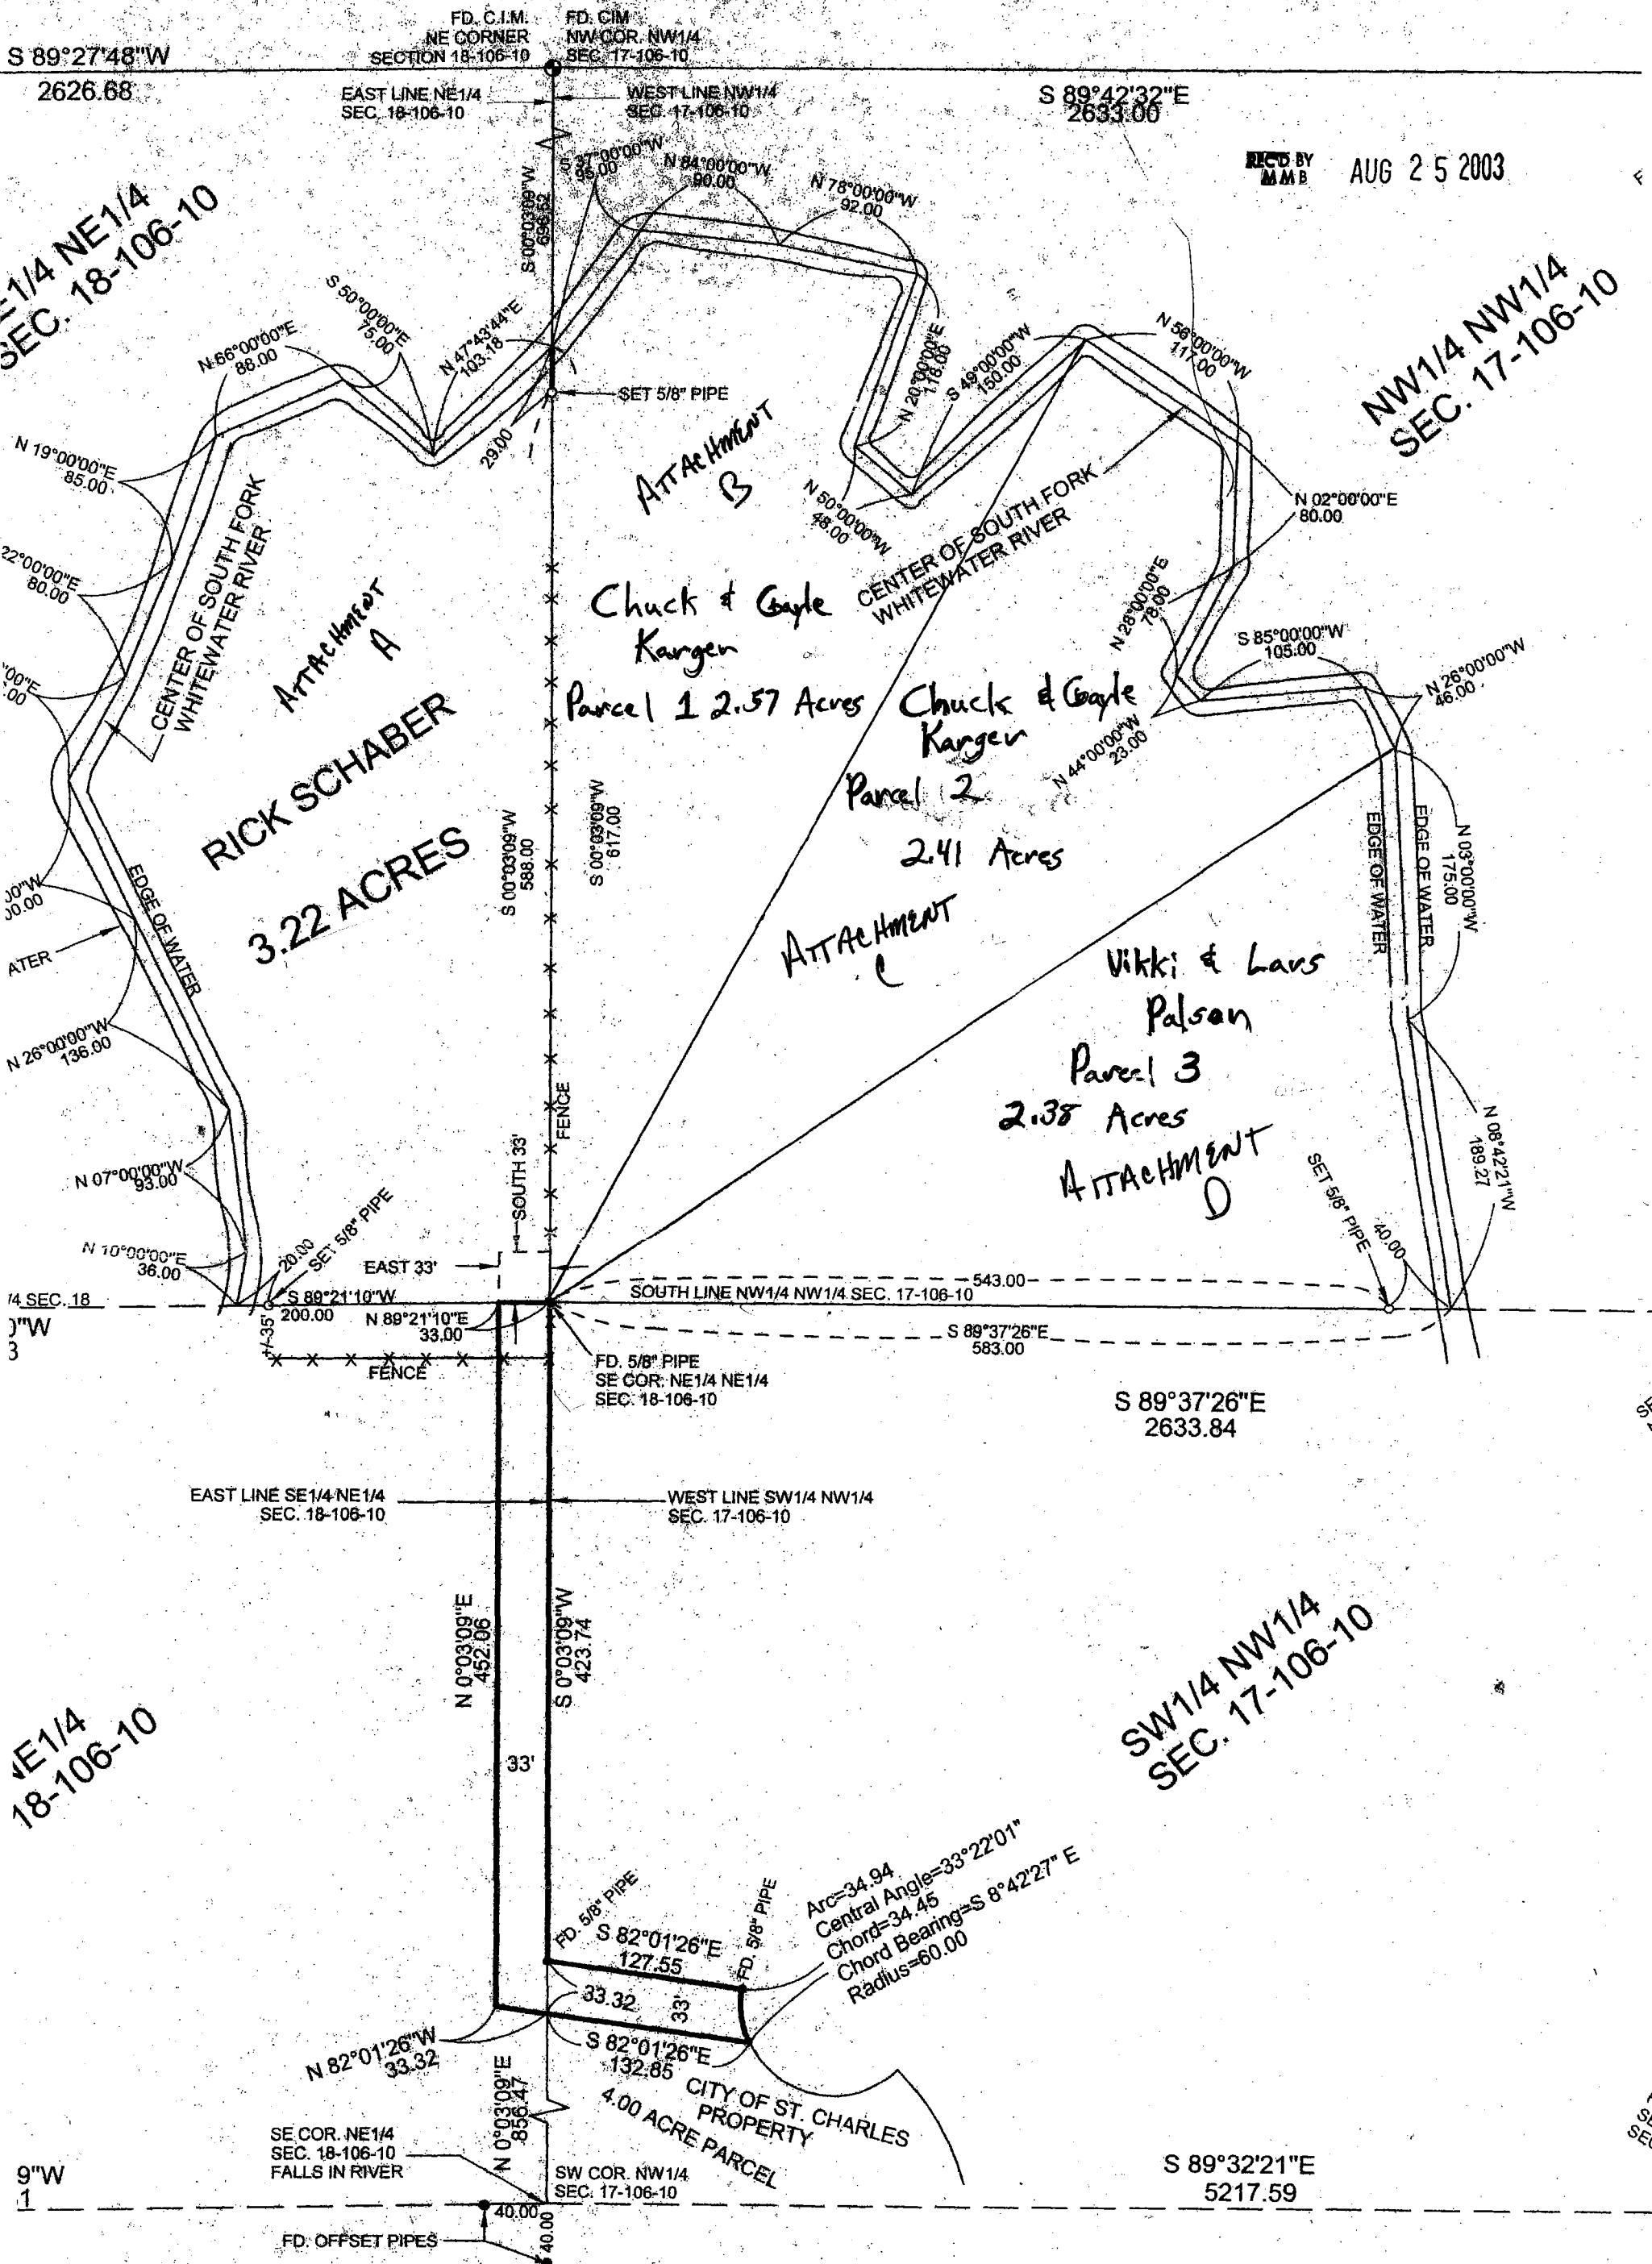 FD. C.I.M.
NE CORNER
SECTION 18-106-10
FD. CIM
NW COR. NW1/4
SEC. 17-106-10
S 89°27'48"W
2626.68
EAST LINE NE1/4
SEC. 18-106-10
WEST LINE NW1/4
SEC. 17-106-10
S 89°42'32"E
2633.00
REC'D BY
MMB
AUG 25 2003
NE1/4
SEC. 18-106-10
S 00°03'09"W
696.52
S 37°00'00"W
95.00
N 84°00'00"W
90.00
N 78°00'00"W
92.00
NW1/4 NW1/4
SEC. 17-106-10
S 50°00'00"E
75.00
N 66°00'00"E
88.00
N 47°43'44"E
103.18
SET 5/8" PIPE
29.00
N 20°00'00"E
118.00
S 49°00'00"W
150.00
N 56°00'00"W
117.00
N 19°00'00"E
85.00
ATTACHMENT
B
N 50°00'00"W
48.00
CENTER OF SOUTH FORK
WHITEWATER RIVER
N 02°00'00"E
80.00
22°00'00"E
80.00
CENTER OF SOUTH FORK
WHITEWATER RIVER
ATTACHMENT
A
Chuck & Gayle
Kargen
Parcel 1 2.57 Acres
N 28°00'00"E
78.00
S 85°00'00"W
105.00
N 26°00'00"W
46.00
Chuck & Gayle
Kargen
N 44°00'00"W
23.00
Parcel 2
2.41 Acres
RICK SCHABER
3.22 ACRES
S 00°03'09"W
588.00
S 00°03'09"W
617.00
EDGE OF WATER
EDGE OF WATER
N 03°00'00"W
175.00
EDGE OF WATER
ATER
ATTACHMENT
C
Vikki & Lars
Palson
Parcel 3
2.38 Acres
ATTACHMENT
D
N 26°00'00"W
136.00
FENCE
SOUTH 33'
N 08°42'21"W
189.27
N 07°00'00"W
93.00
20.00
SET 5/8" PIPE
SET 5/8" PIPE
40.00
N 10°00'00"E
36.00
EAST 33'
543.00
/4 SEC. 18
S 89°21'10"W
200.00
SOUTH LINE NW1/4 NW1/4 SEC. 17-106-10
N 89°21'10"E
33.00
S 89°37'26"E
583.00
+/-35'
FENCE
FD. 5/8" PIPE
SE COR. NE1/4 NE1/4
SEC. 18-106-10
S 89°37'26"E
2633.84
EAST LINE SE1/4 NE1/4
SEC. 18-106-10
WEST LINE SW1/4 NW1/4
SEC. 17-106-10
N 0°03'09"E
452.06
S 0°03'09"W
423.74
SW1/4 NW1/4
SEC. 17-106-10
NE1/4
18-106-10
33'
FD. 5/8" PIPE
S 82°01'26"E
127.55
FD. 5/8" PIPE
Arc=34.94
Central Angle=33°22'01"
Chord=34.45
Chord Bearing=S 8°42'27" E
Radius=60.00
33.32
33'
N 82°01'26"W
33.32
S 82°01'26"E
132.85
N 0°03'09"E
856.47
CITY OF ST. CHARLES
PROPERTY
4.00 ACRE PARCEL
SE COR. NE1/4
SEC. 18-106-10
FALLS IN RIVER
SW COR. NW1/4
SEC. 17-106-10
9"W
1
S 89°32'21"E
5217.59
40.00
40.00
FD. OFFSET PIPES